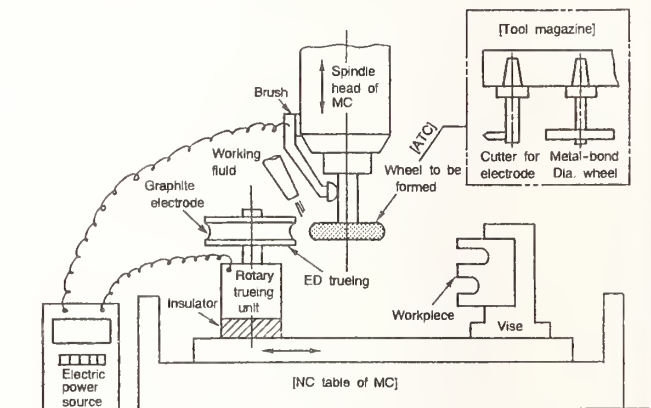 [Tool magazine]
Spindle
head of
MC
Brush
[ATC]
Working
fluid
Cutter for
electrode
Metal-bond
Dia. wheel
Wheel to be
formed
Graphite
electrode
ED trueing
Rotary
trueing
unit
Insulator
Workpiece
Vise
Electric
power
source
[NC table of MC]